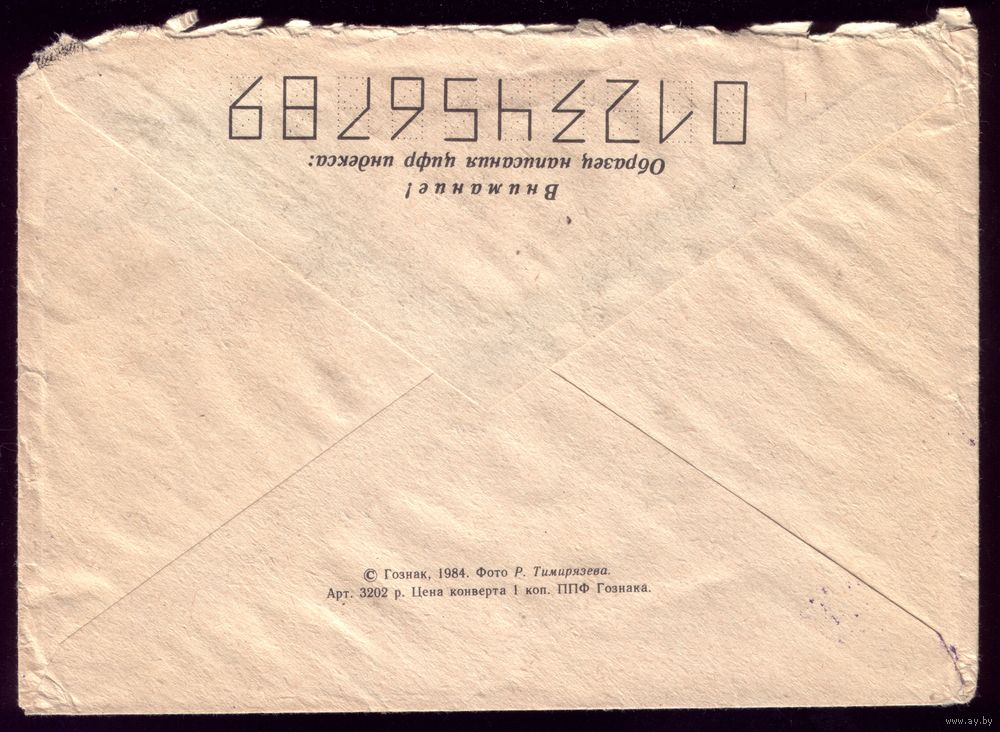 Внимание!
Образец написания цифр индекса:
0123456789
© Гознак, 1984. Фото Р. Тимирязева.
Арт. 3202 р. Цена конверта 1 коп. ППФ Гознака.
www.ay.by